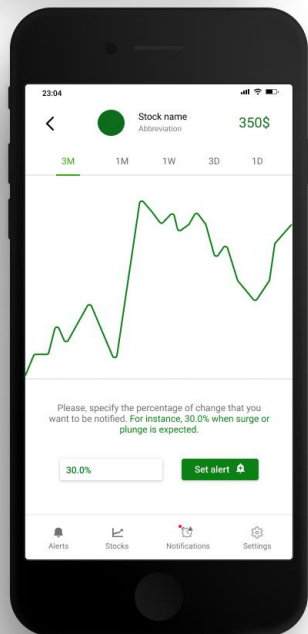 23:04
Stock name
Abbreviation
350$
3M 1M 1W 3D 1D
Please, specify the percentage of change that you
want to be notified. For instance, 30.0% when surge or
plunge is expected.
30.0%
Set alert
Alerts Stocks Notifications Settings